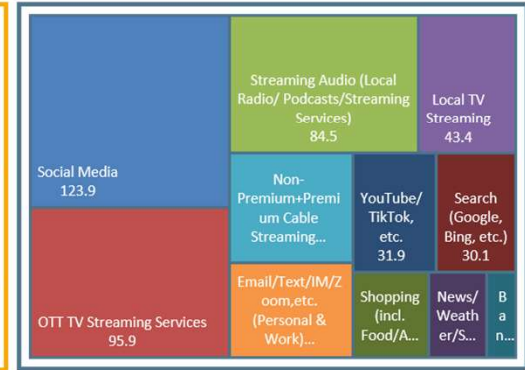 Social Media
123.9
OTT TV Streaming Services
95.9
Streaming Audio (Local
Radio/ Podcasts/Streaming
Services)
84.5
Local TV
Streaming
43.4
Non-
Premium+Premi
um Cable
Streaming...
Email/Text/IM/Z
oom,etc.
(Personal &
Work)...
YouTube/
TikTok,
etc.
31.9
Search
(Google,
Bing, etc.)
30.1
Shopping
(incl.
Food/A...
News/
Weath
er/S...
B
a
n...